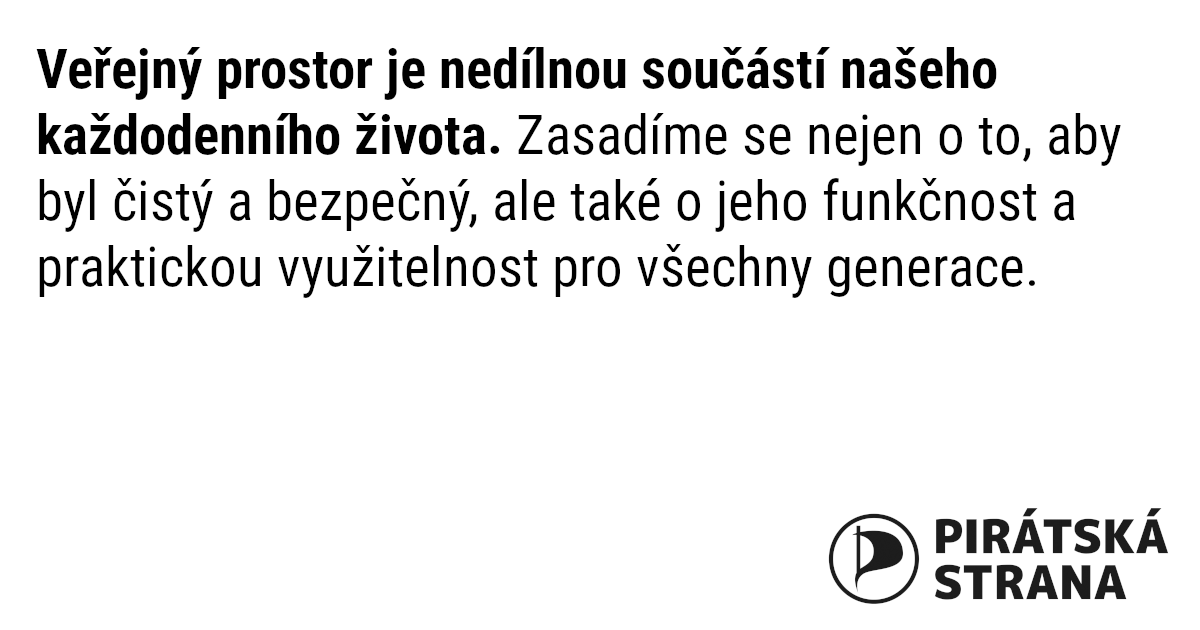 Veřejný prostor je nedílnou součástí našeho
každodenního života. Zasadíme se nejen o to, aby
byl čistý a bezpečný, ale také o jeho funkčnost a
praktickou využitelnost pro všechny generace.
PIRÁTSKÁ
STRANA